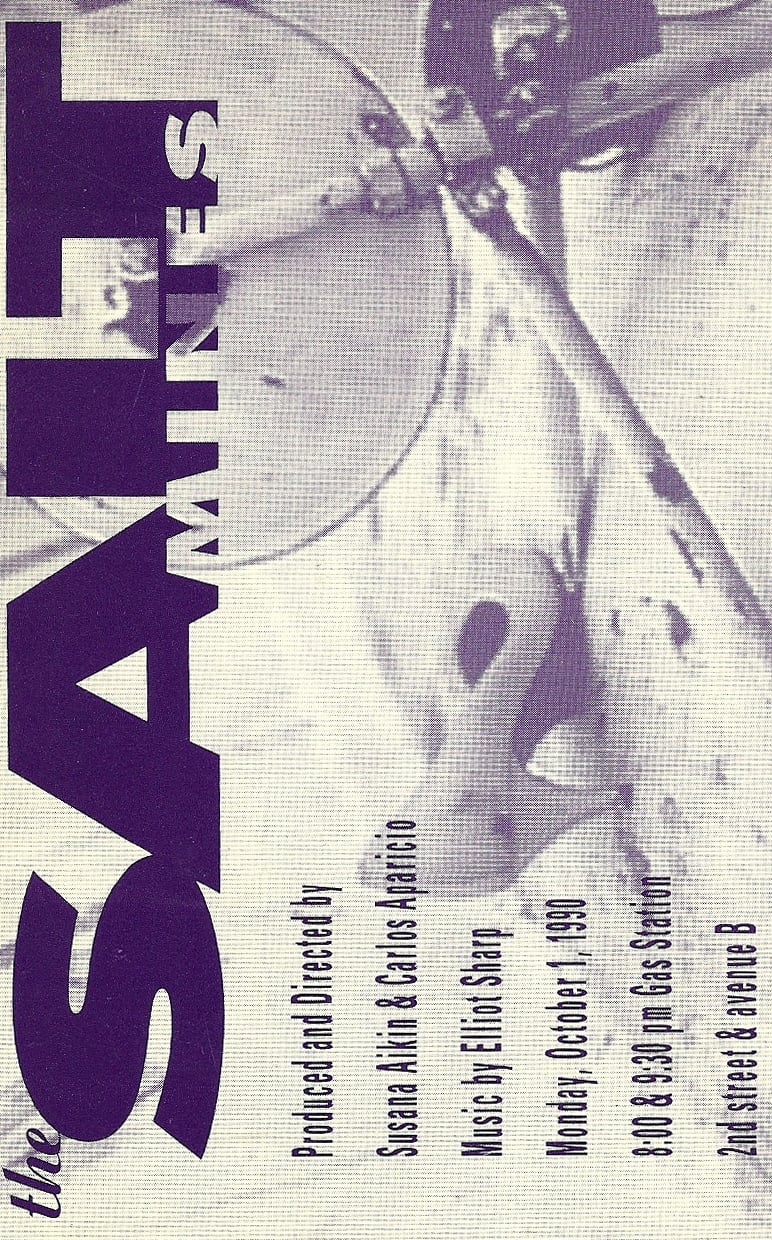 the
SALT
MINES
Produced and Directed by
Susana Aikin & Carlos Aparicio
Music by Elliot Sharp
Monday, October 1, 1990
8:00 & 9:30 pm Gas Station
2nd street & avenue B